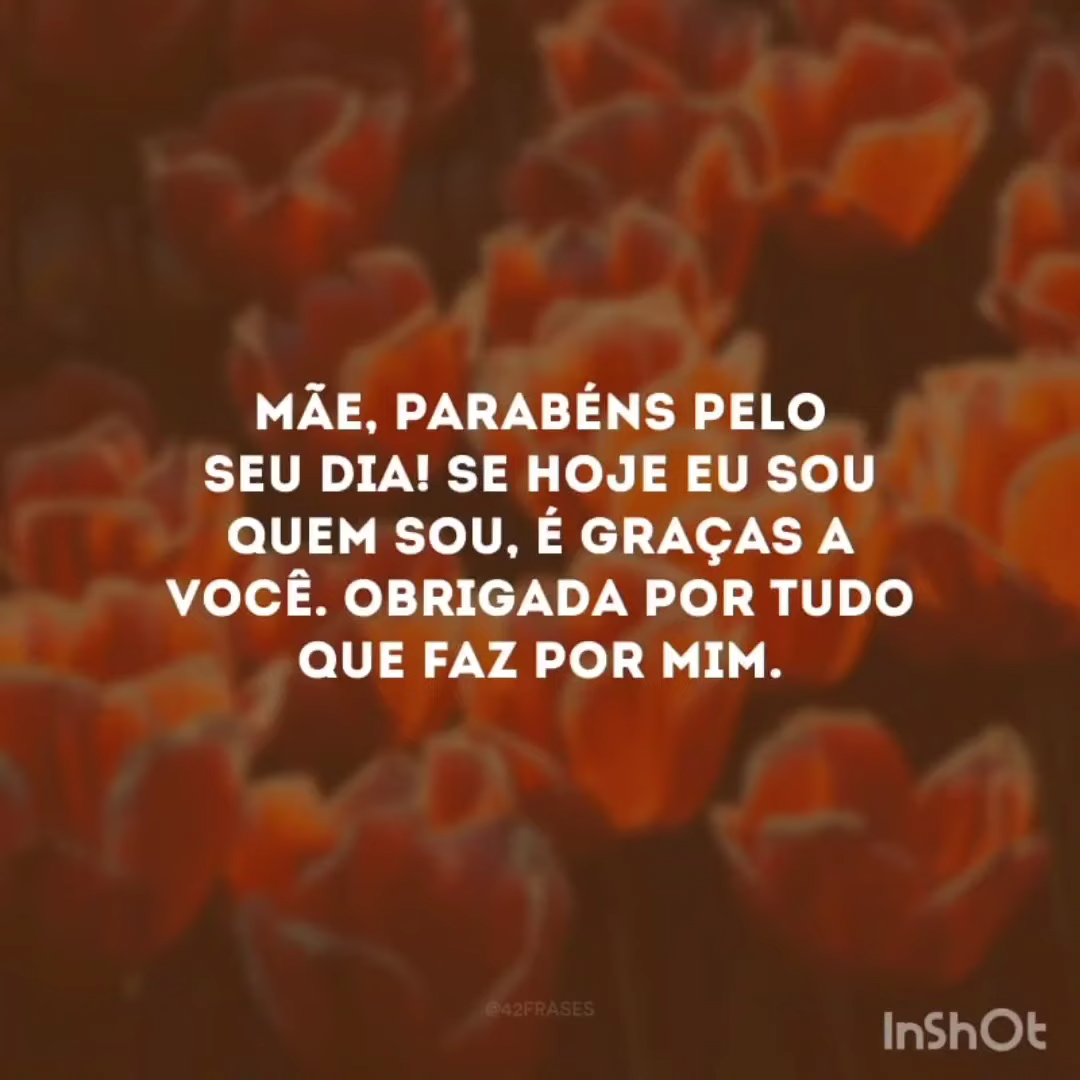 MÃE, PARABÉNS PELO
SEU DIA! SE HOJE EU SOU
QUEM SOU, É GRAÇAS A
VOCÊ. OBRIGADA POR TUDO
QUE FAZ POR MIM.
@42FRASES
InShOt